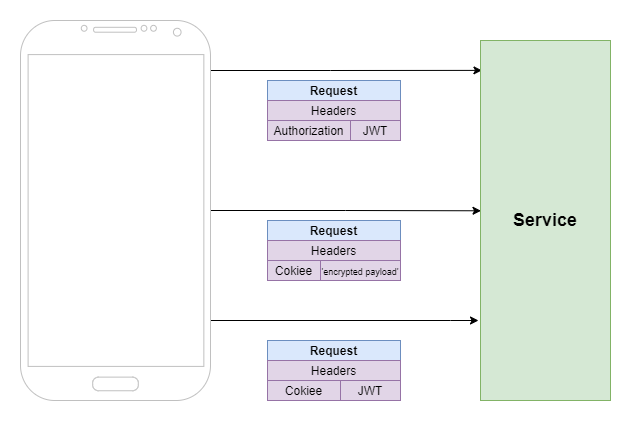 Request
Headers
Authorization JWT
Request
Headers
Cokiee 'encrypted payload'
Service
Request
Headers
Cokiee JWT